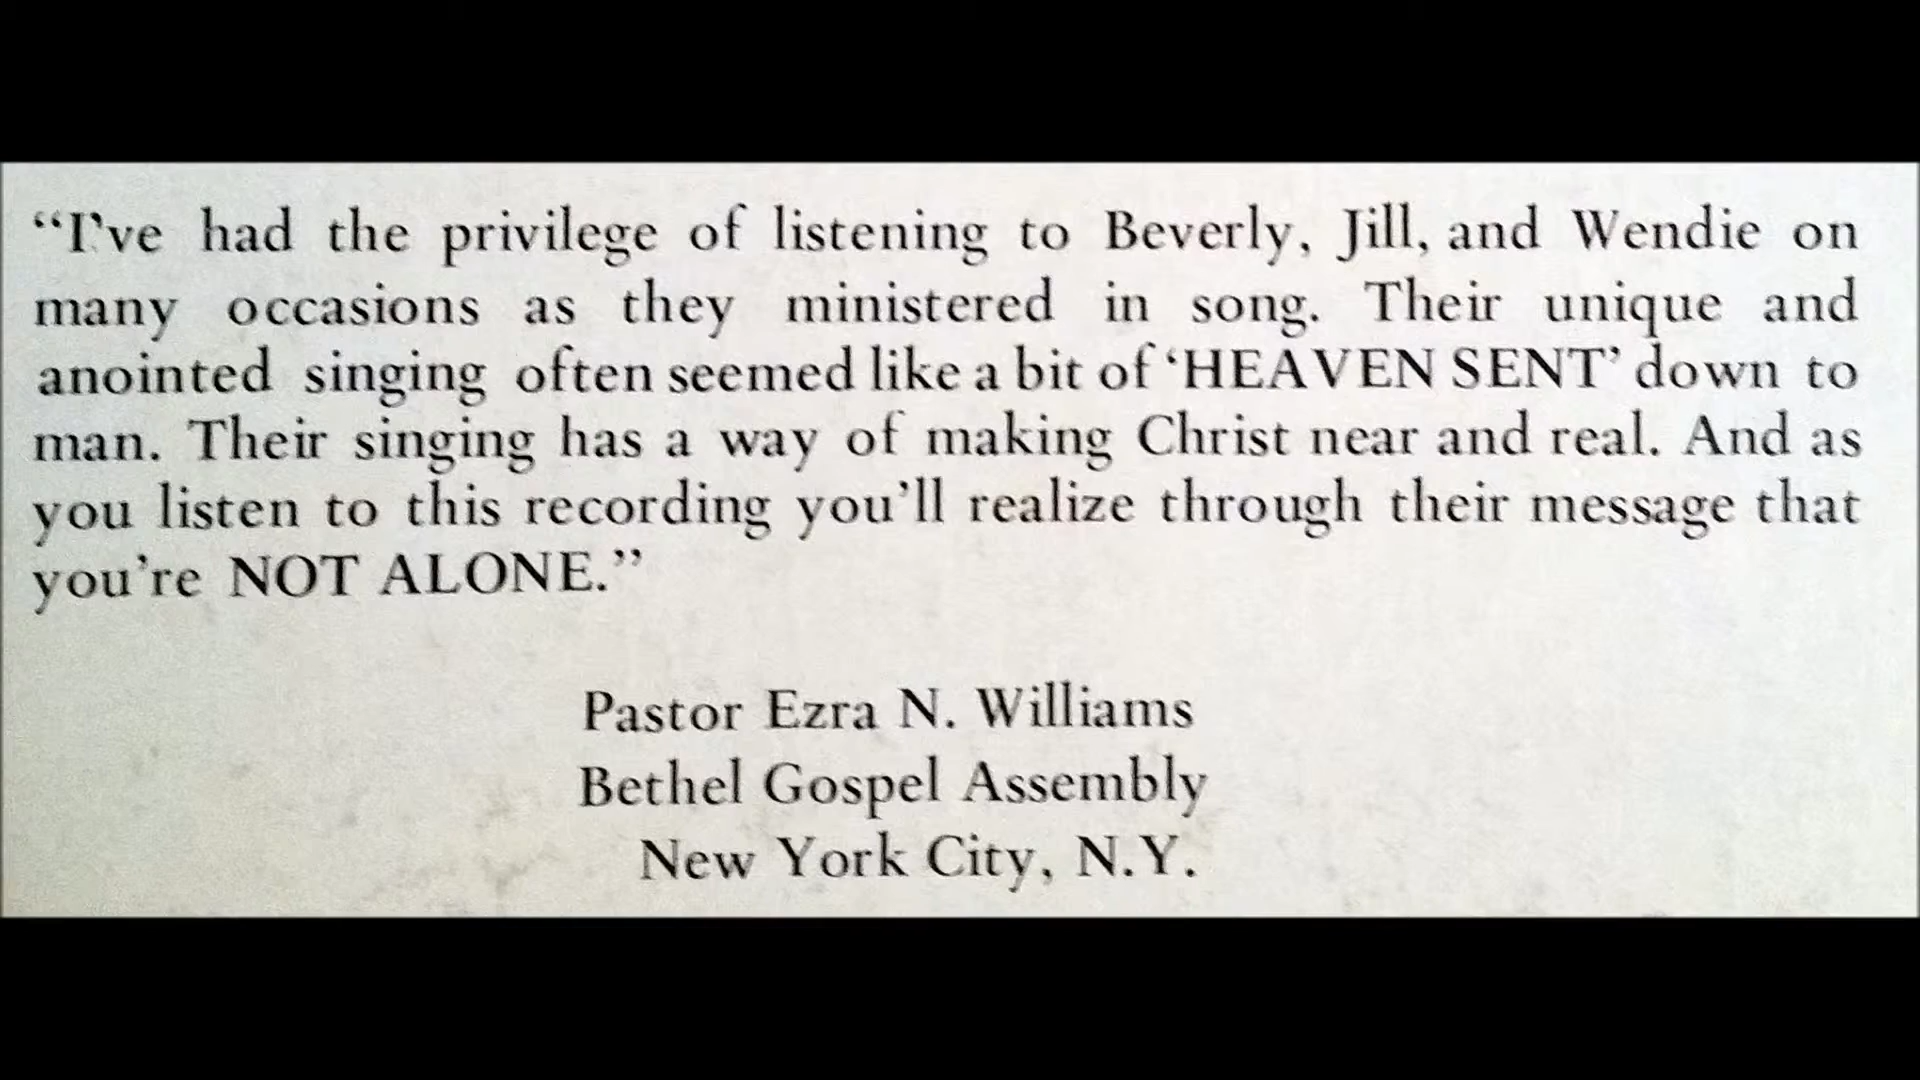 “I've had the privilege of listening to Beverly, Jill, and Wendie on
many occasions as they ministered in song. Their unique and
anointed singing often seemed like a bit of ‘HEAVEN SENT’ down to
man. Their singing has a way of making Christ near and real. And as
you listen to this recording you'll realize through their message that
you're NOT ALONE.”
Pastor Ezra N. Williams
Bethel Gospel Assembly
New York City, N.Y.